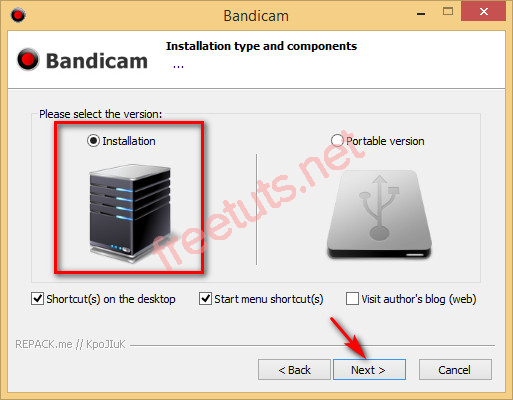 Bandicam
Installation type and components
...
Bandicam
Please select the version:
Installation
Portable version
freetuts.net
Shortcut(s) on the desktop
Start menu shortcut(s)
Visit author's blog (web)
REPACK.me // KpoJIuK
< Back
Next >
Cancel